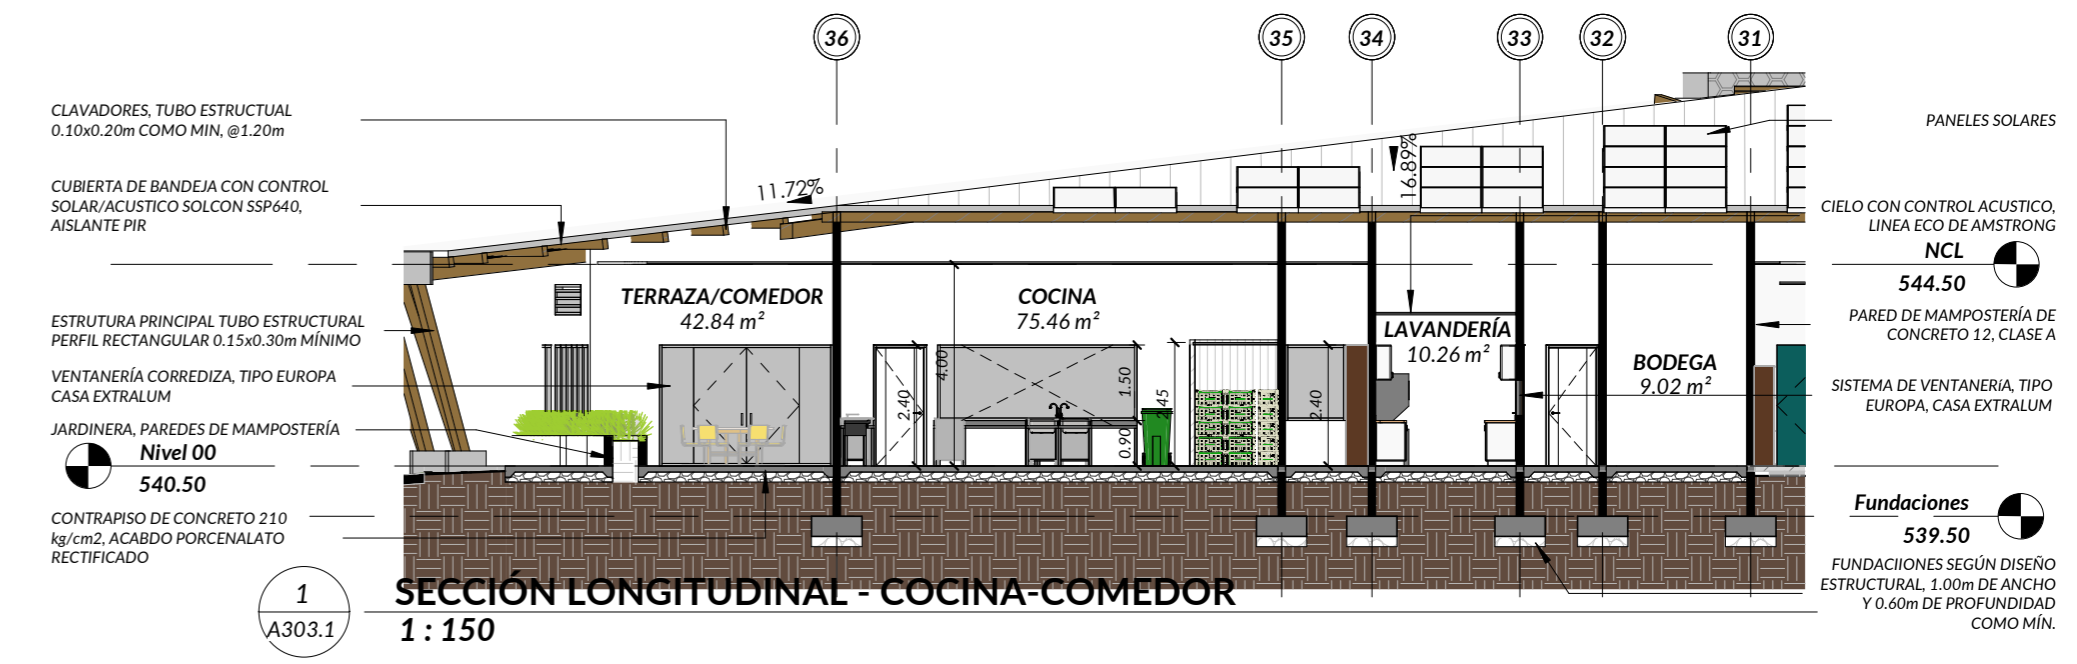 36
35
34
33
32
31
CLAVADORES, TUBO ESTRUCTUAL
0.10x0.20m COMO MIN, @1.20m
CUBIERTA DE BANDEJA CON CONTROL
SOLAR/ACUSTICO SOLCON SSP640,
AISLANTE PIR
ESTRUTURA PRINCIPAL TUBO ESTRUCTURAL
PERFIL RECTANGULAR 0.15x0.30m MÍNIMO
VENTANERÍA CORREDIZA, TIPO EUROPA
CASA EXTRALUM
JARDINERA, PAREDES DE MAMPOSTERÍA
Nivel 00
540.50
CONTRAPISO DE CONCRETO 210
kg/cm2, ACABDO PORCENALATO
RECTIFICADO
11.72%
16.89%
TERRAZA/COMEDOR
42.84 m²
COCINA
75.46 m²
LAVANDERÍA
10.26 m²
BODEGA
9.02 m²
2.40
4.00
1.50
0.90
2.45
2.40
PANELES SOLARES
CIELO CON CONTROL ACUSTICO,
LINEA ECO DE AMSTRONG
NCL
544.50
PARED DE MAMPOSTERÍA DE
CONCRETO 12, CLASE A
SISTEMA DE VENTANERIA, TIPO
EUROPA, CASA EXTRALUM
Fundaciones
539.50
FUNDACIIONES SEGÚN DISEÑO
ESTRUCTURAL, 1.00m DE ANCHO
Y 0.60m DE PROFUNDIDAD
COMO MÍN.
1
A303.1
SECCIÓN LONGITUDINAL - COCINA-COMEDOR
1 : 150